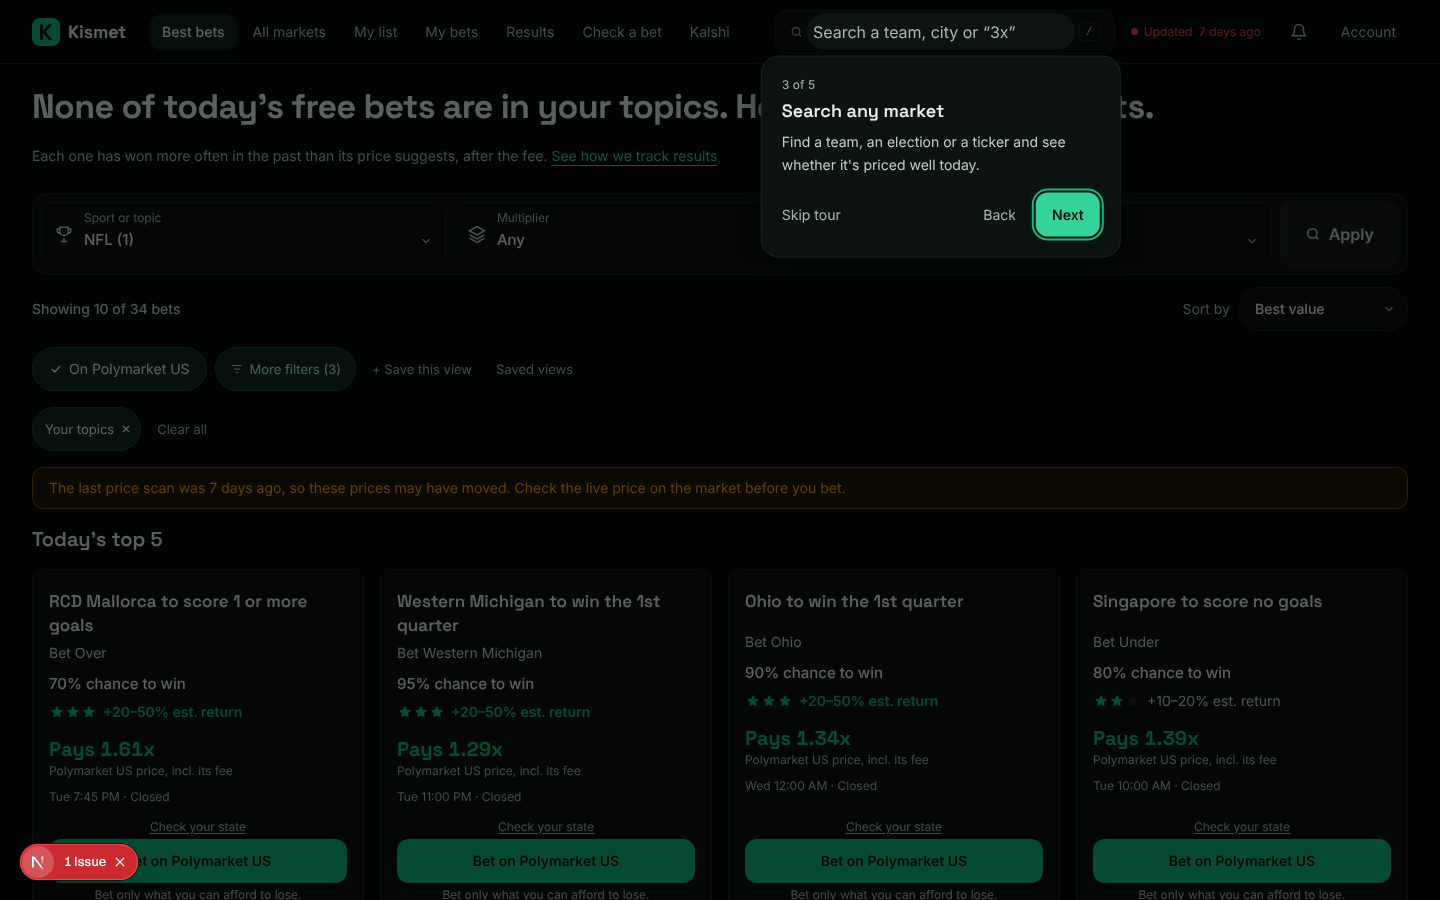 K Kismet
Best bets
All markets
My list
My bets
Results
Check a bet
Kalshi
Search a team, city or “3x”
/
Updated 7 days ago
Account
None of today’s free bets are in your topics. H
ts.
3 of 5
Search any market
Find a team, an election or a ticker and see
whether it's priced well today.
Skip tour
Back
Next
Each one has won more often in the past than its price suggests, after the fee. See how we track results
Sport or topic
NFL (1)
Multiplier
Any
Apply
Showing 10 of 34 bets
Sort by
Best value
On Polymarket US
More filters (3)
+ Save this view
Saved views
Your topics ×
Clear all
The last price scan was 7 days ago, so these prices may have moved. Check the live price on the market before you bet.
Today’s top 5
RCD Mallorca to score 1 or more
goals
Bet Over
70% chance to win
★★★ +20–50% est. return
Pays 1.61x
Polymarket US price, incl. its fee
Tue 7:45 PM · Closed
Check your state
et on Polymarket US
Bet only what you can afford to lose.
Western Michigan to win the 1st
quarter
Bet Western Michigan
95% chance to win
★★★ +20–50% est. return
Pays 1.29x
Polymarket US price, incl. its fee
Tue 11:00 PM · Closed
Check your state
Bet on Polymarket US
Bet only what you can afford to lose.
Ohio to win the 1st quarter
Bet Ohio
90% chance to win
★★★ +20–50% est. return
Pays 1.34x
Polymarket US price, incl. its fee
Wed 12:00 AM · Closed
Check your state
Bet on Polymarket US
Bet only what you can afford to lose.
Singapore to score no goals
Bet Under
80% chance to win
★★★ +10–20% est. return
Pays 1.39x
Polymarket US price, incl. its fee
Tue 10:00 AM · Closed
Check your state
Bet on Polymarket US
Bet only what you can afford to lose.
N 1 Issue ×